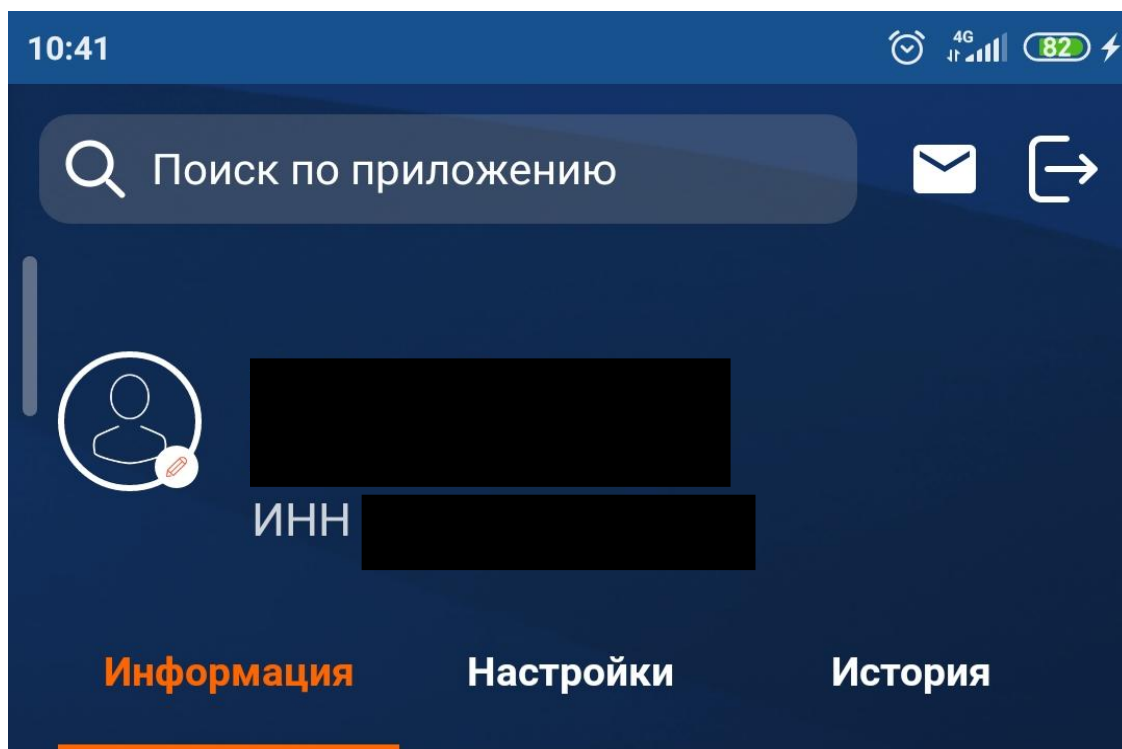 10:41
4G
82
Поиск по приложению
ИНН
Информация Настройки История